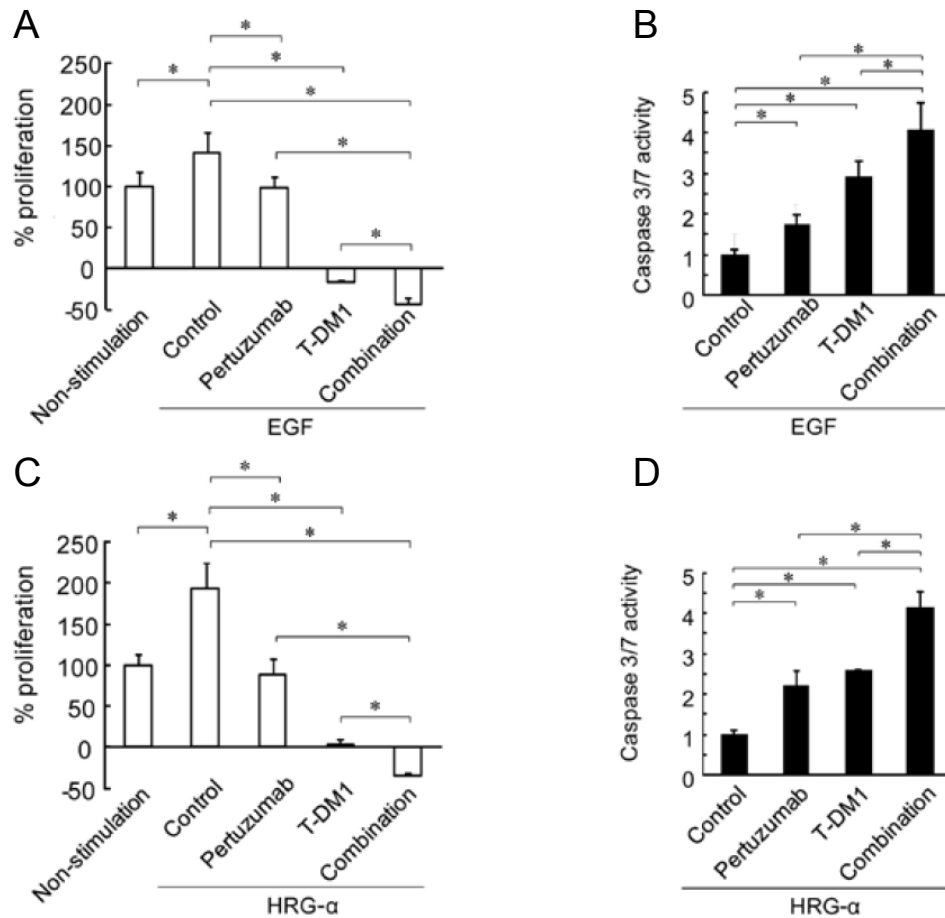 A
% proliferation
250
200
150
100
50
0
-50
*
*
*
*
*
*
Non-stimulation
Control
Pertuzumab
T-DM1
Combination
EGF
B
Caspase 3/7 activity
5
4
3
2
1
0
*
*
*
*
*
Control
Pertuzumab
T-DM1
Combination
EGF
C
% proliferation
250
200
150
100
50
0
-50
*
*
*
*
*
*
Non-stimulation
Control
Pertuzumab
T-DM1
Combination
HRG-α
D
Caspase 3/7 activity
5
4
3
2
1
0
*
*
*
*
*
Control
Pertuzumab
T-DM1
Combination
HRG-α